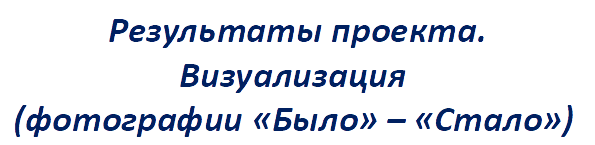 Результаты проекта.
Визуализация
(фотографии «Было» – «Стало»)